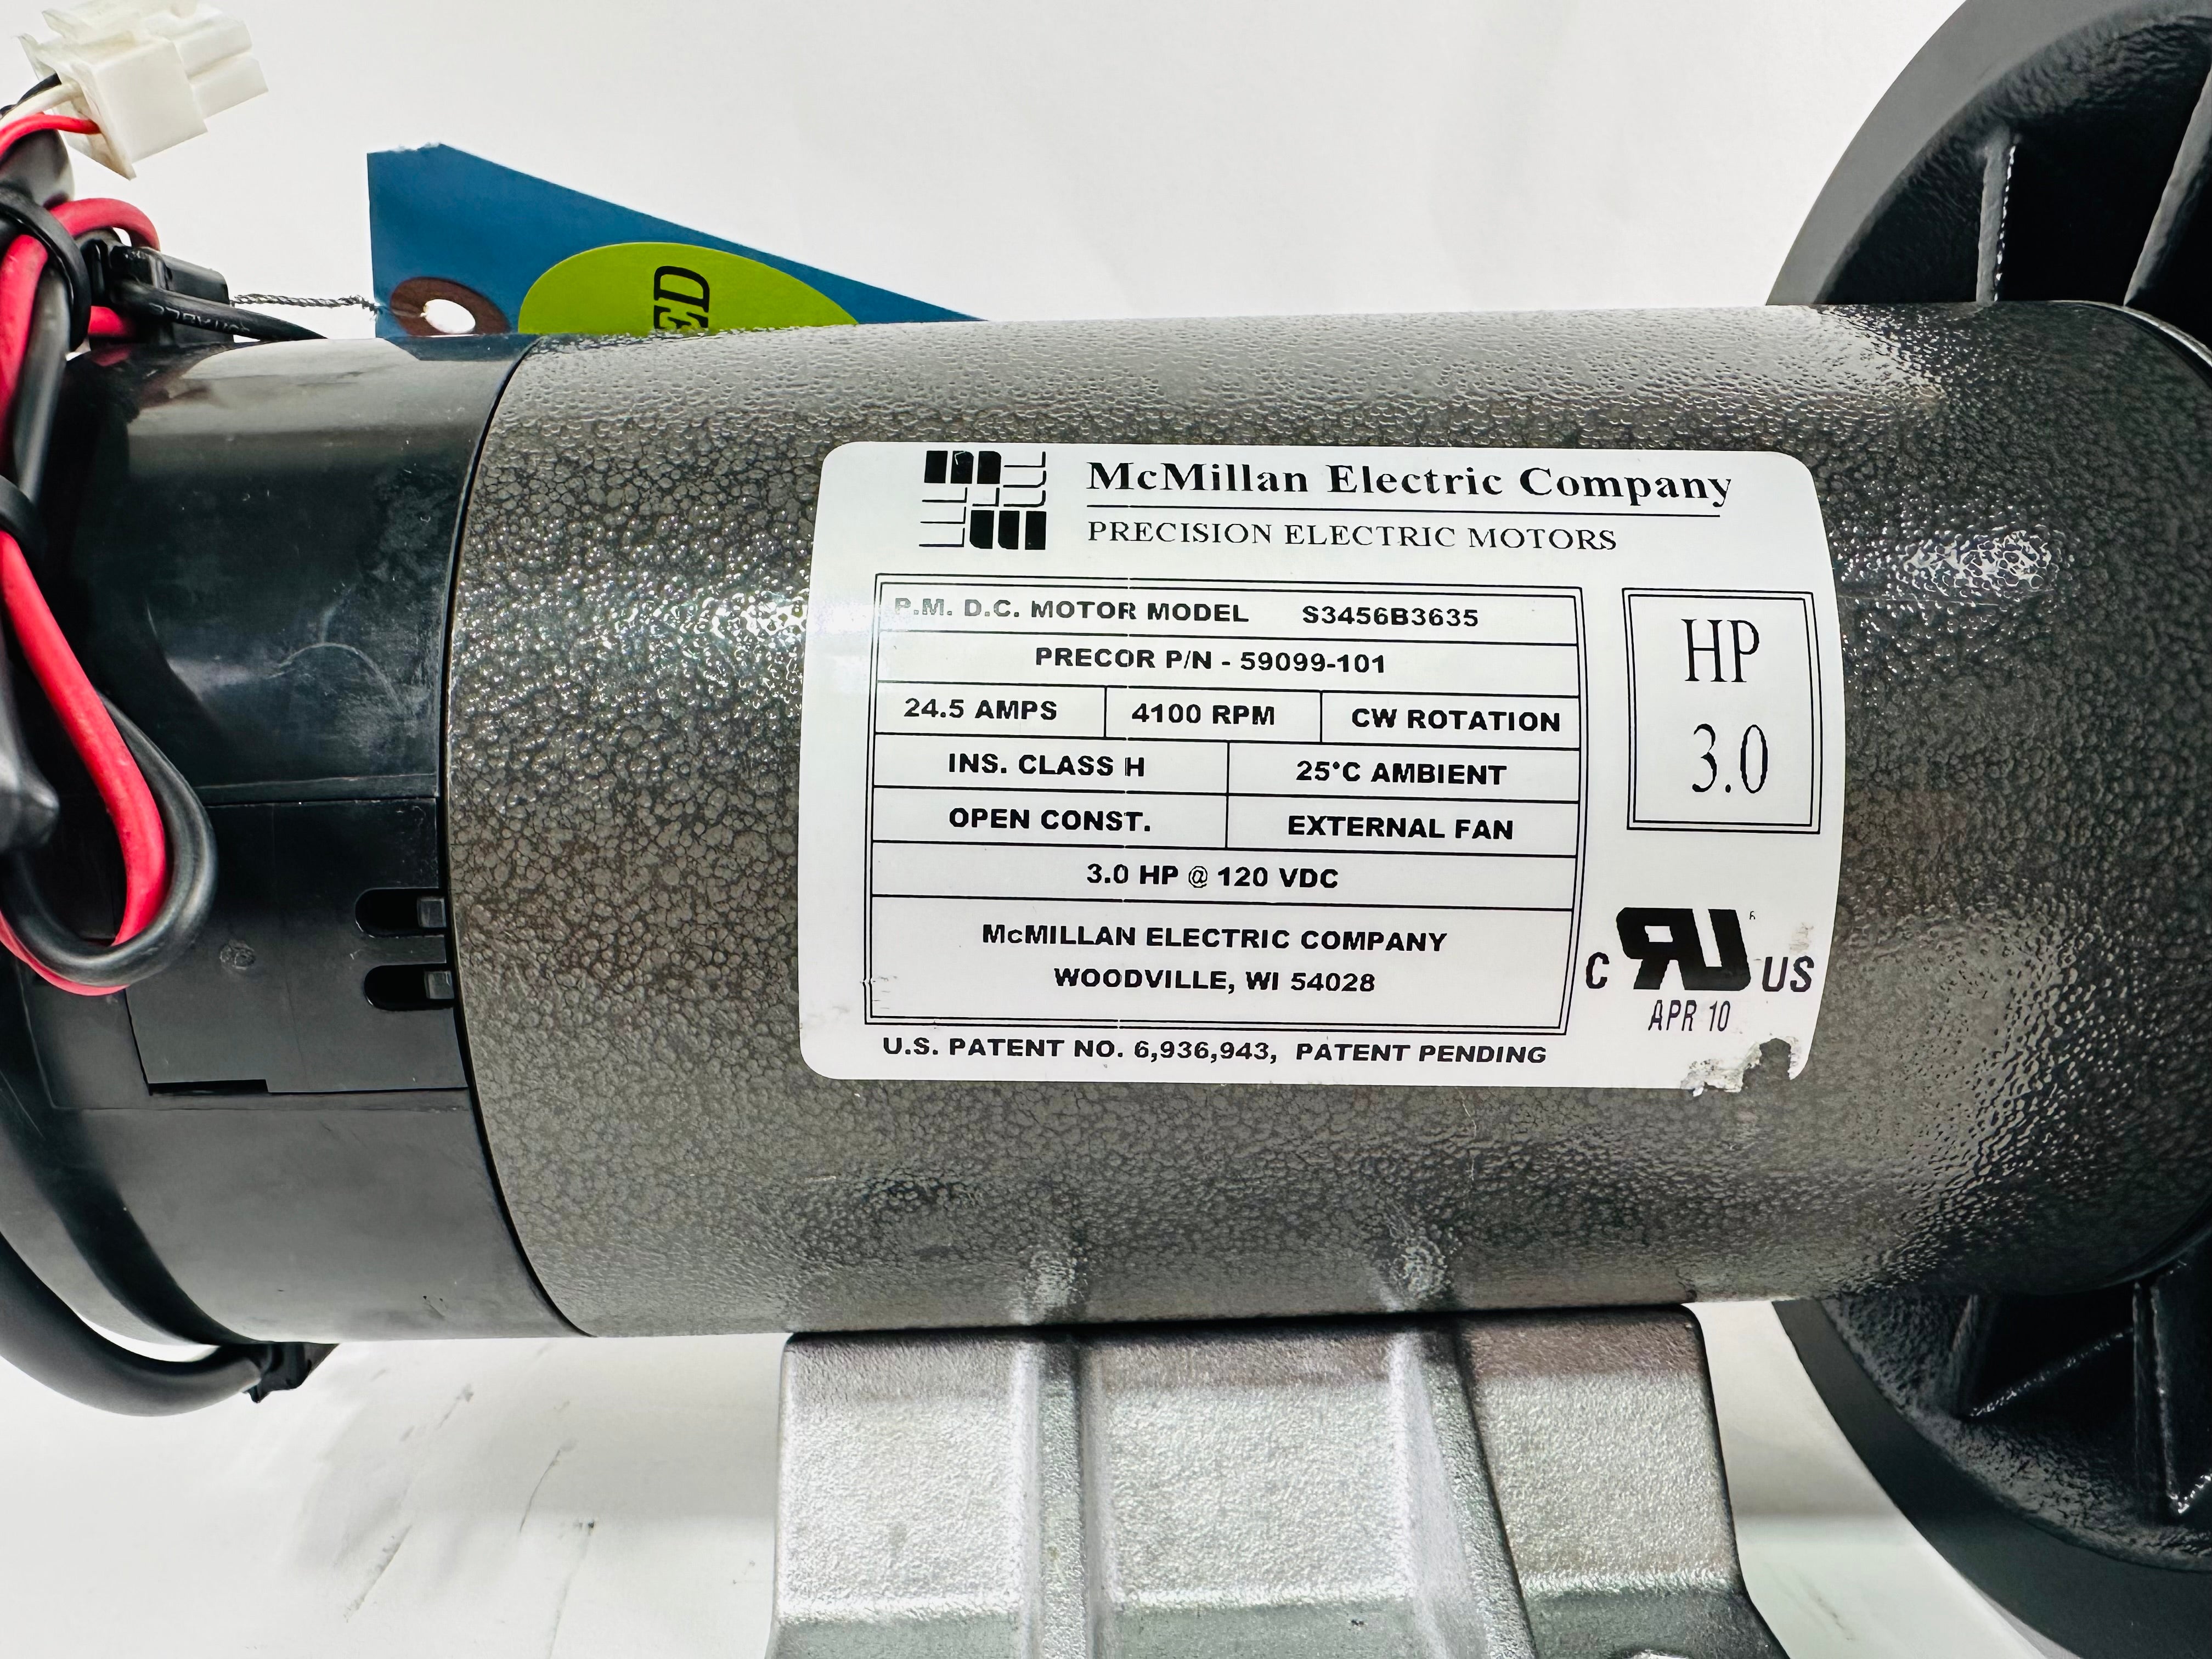 ED
McMillan Electric Company
PRECISION ELECTRIC MOTORS
P.M. D.C. MOTOR MODEL S3456B3635
PRECOR P/N - 59099-101
24.5 AMPS 4100 RPM CW ROTATION
INS. CLASS H 25°C AMBIENT
OPEN CONST. EXTERNAL FAN
3.0 HP @ 120 VDC
McMILLAN ELECTRIC COMPANY
WOODVILLE, WI 54028
U.S. PATENT NO. 6,936,943, PATENT PENDING
HP
3.0
C RU US
APR 10